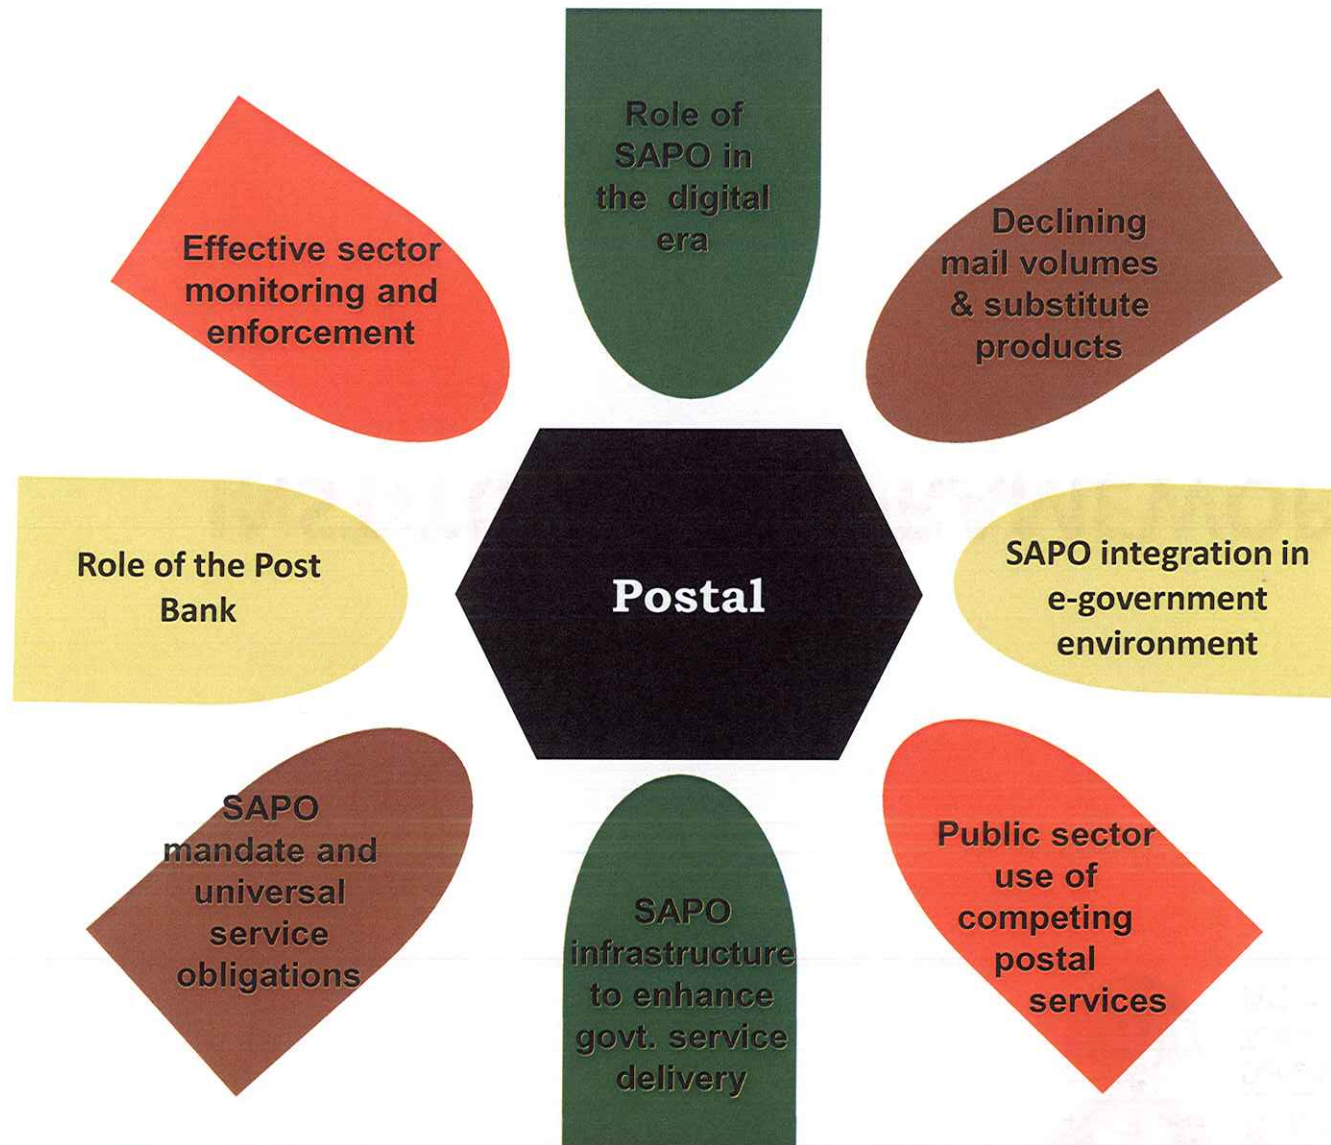 Role of
SAPO in
the digital
era
Declining
mail volumes
& substitute
products
SAPO integration in
e-government
environment
Public sector
use of
competing
postal
services
SAPO
infrastructure
to enhance
govt. service
delivery
SAPO
mandate and
universal
service
obligations
Role of the Post
Bank
Effective sector
monitoring and
enforcement
Postal